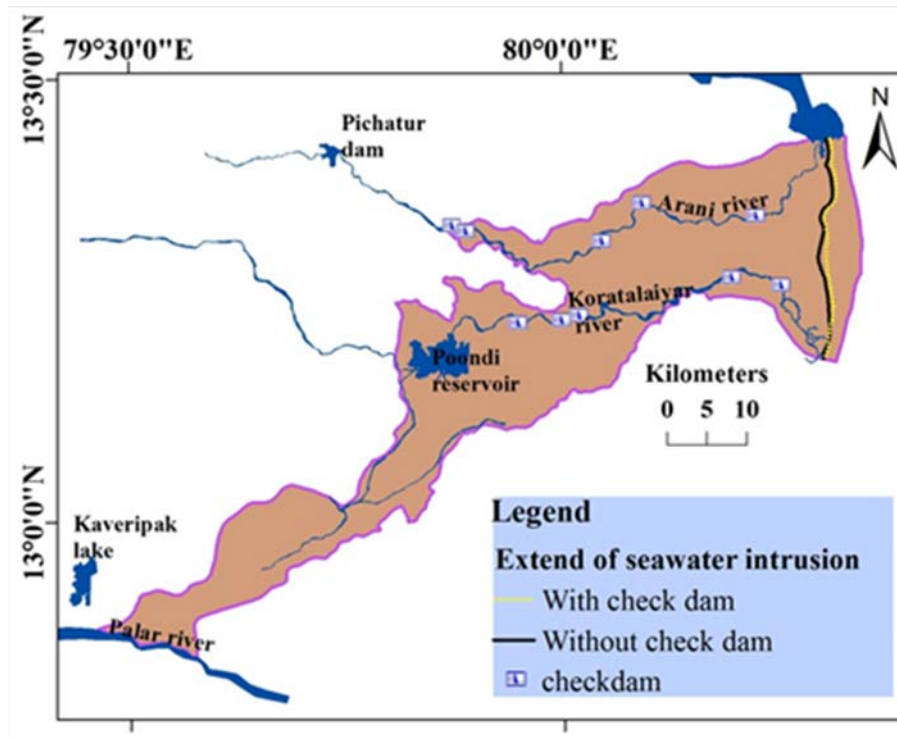 79°30'0"E
80°0'0"E
13°30'0"N
N
Pichatur
dam
Arani river
Koratalaiyar
river
Poondi
reservoir
Kilometers
0 5 10
13°0'0"N
Kaveripak
lake
Palar river
Legend
Extend of seawater intrusion
With check dam
Without check dam
checkdam